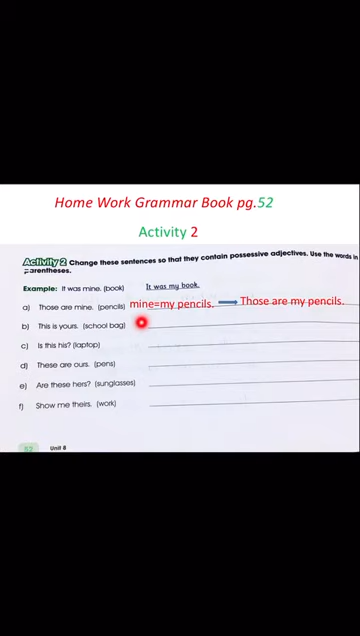 Home Work Grammar Book pg.52
Activity 2
Activity 2 Change these sentences so that they contain possessive adjectives. Use the words in
parentheses.
Example: It was mine. (book) It was my book.
a) Those are mine. (pencils) mine=my pencils. Those are my pencils.
b) This is yours. (school bag)
c) Is this his? (laptop)
d) These are ours. (pens)
e) Are these hers? (sunglasses)
f) Show me theirs. (work)
52 Unit 8